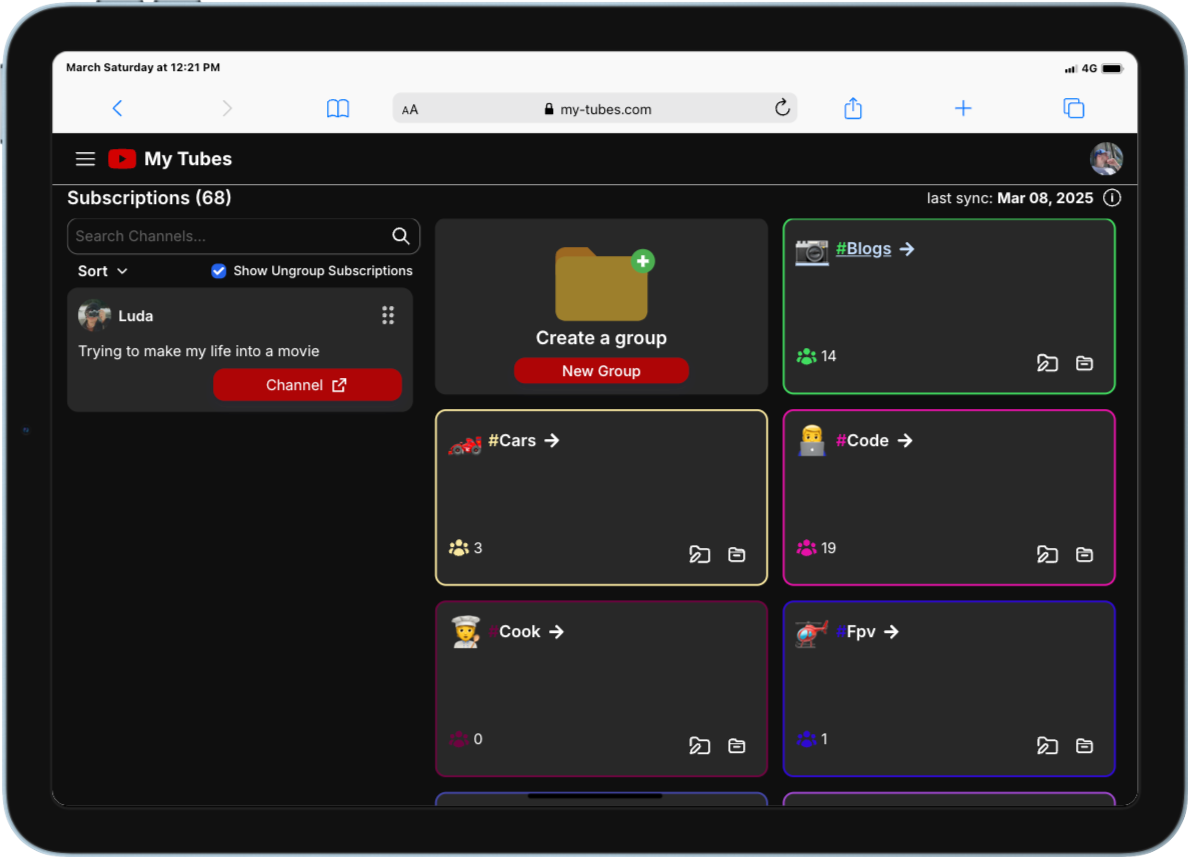 March Saturday at 12:21 PM
4G
AA
my-tubes.com
My Tubes
Subscriptions (68)
last sync: Mar 08, 2025
Search Channels...
Sort
Show Ungroup Subscriptions
Luda
Trying to make my life into a movie
Channel
Create a group
New Group
#Blogs
14
#Cars
3
#Code
19
#Cook
0
#Fpv
1